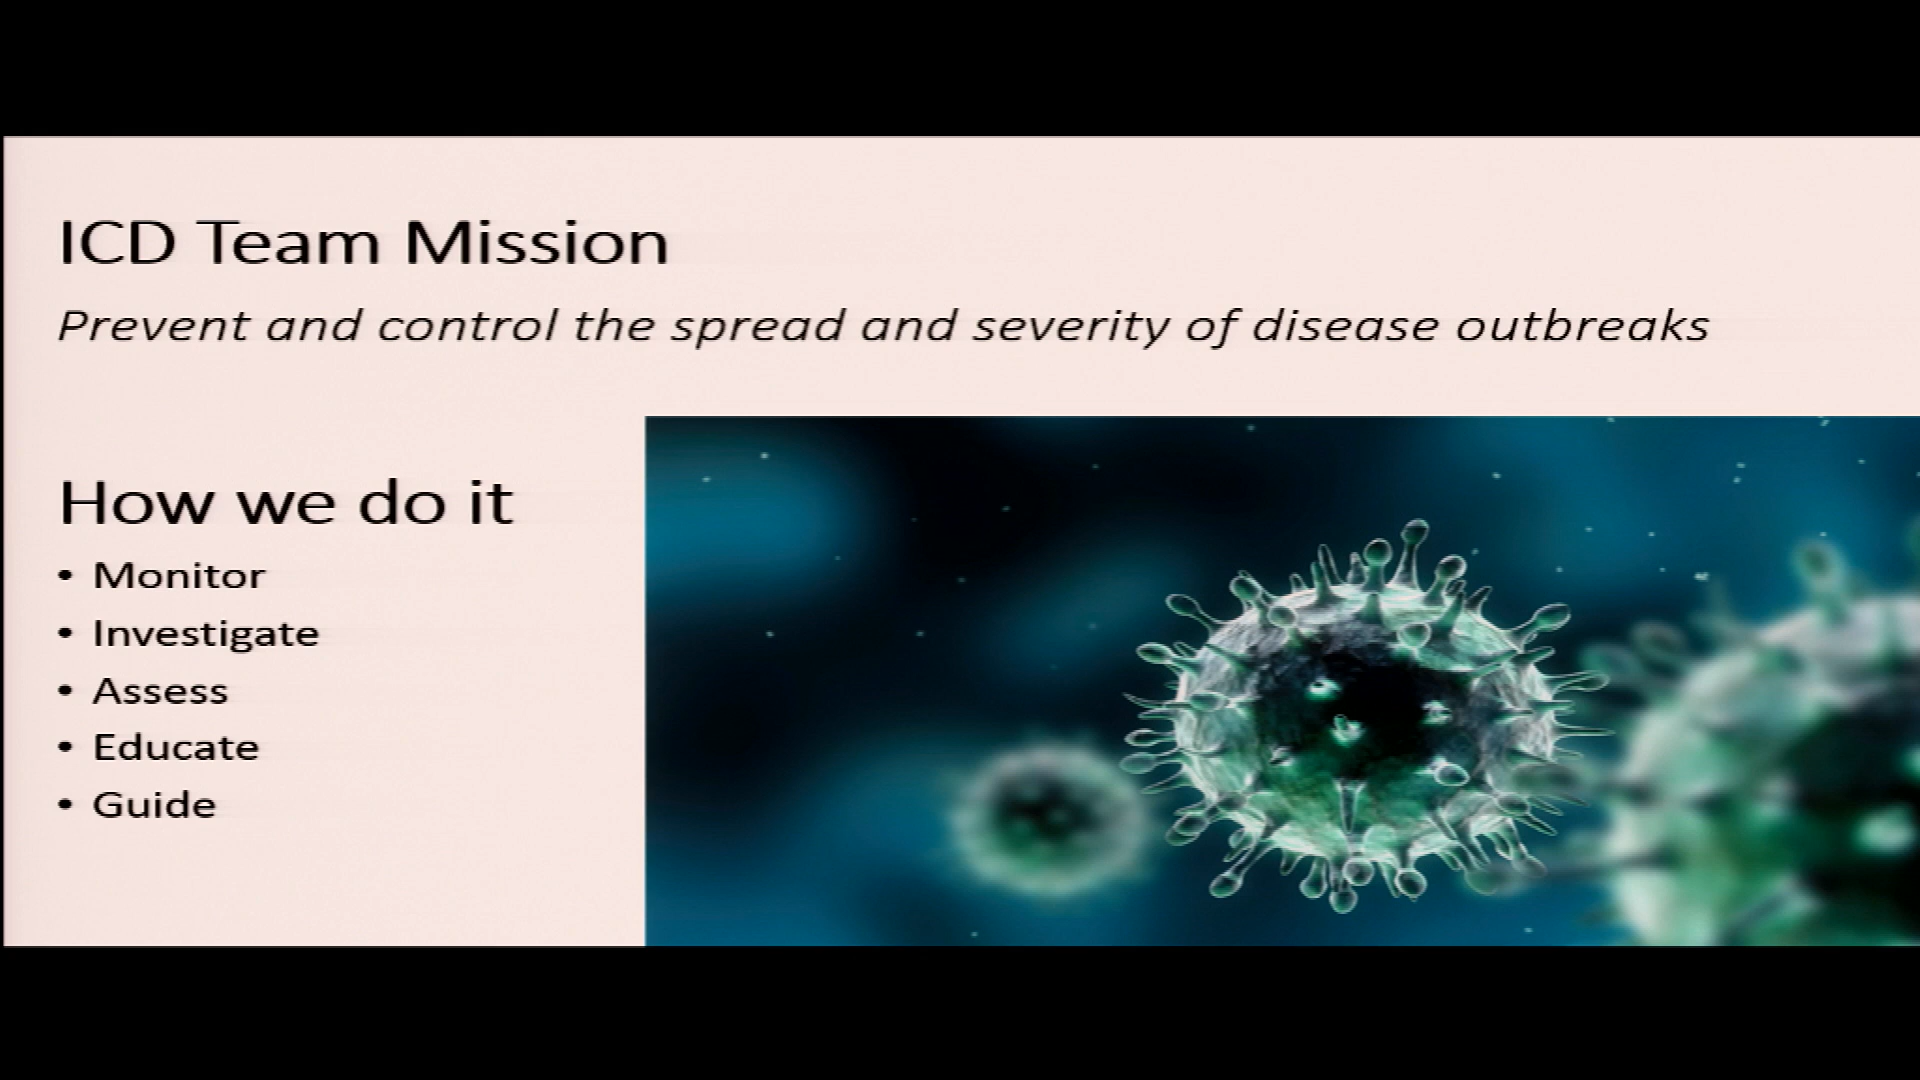 ICD Team Mission
Prevent and control the spread and severity of disease outbreaks
How we do it
• Monitor
• Investigate
• Assess
• Educate
• Guide